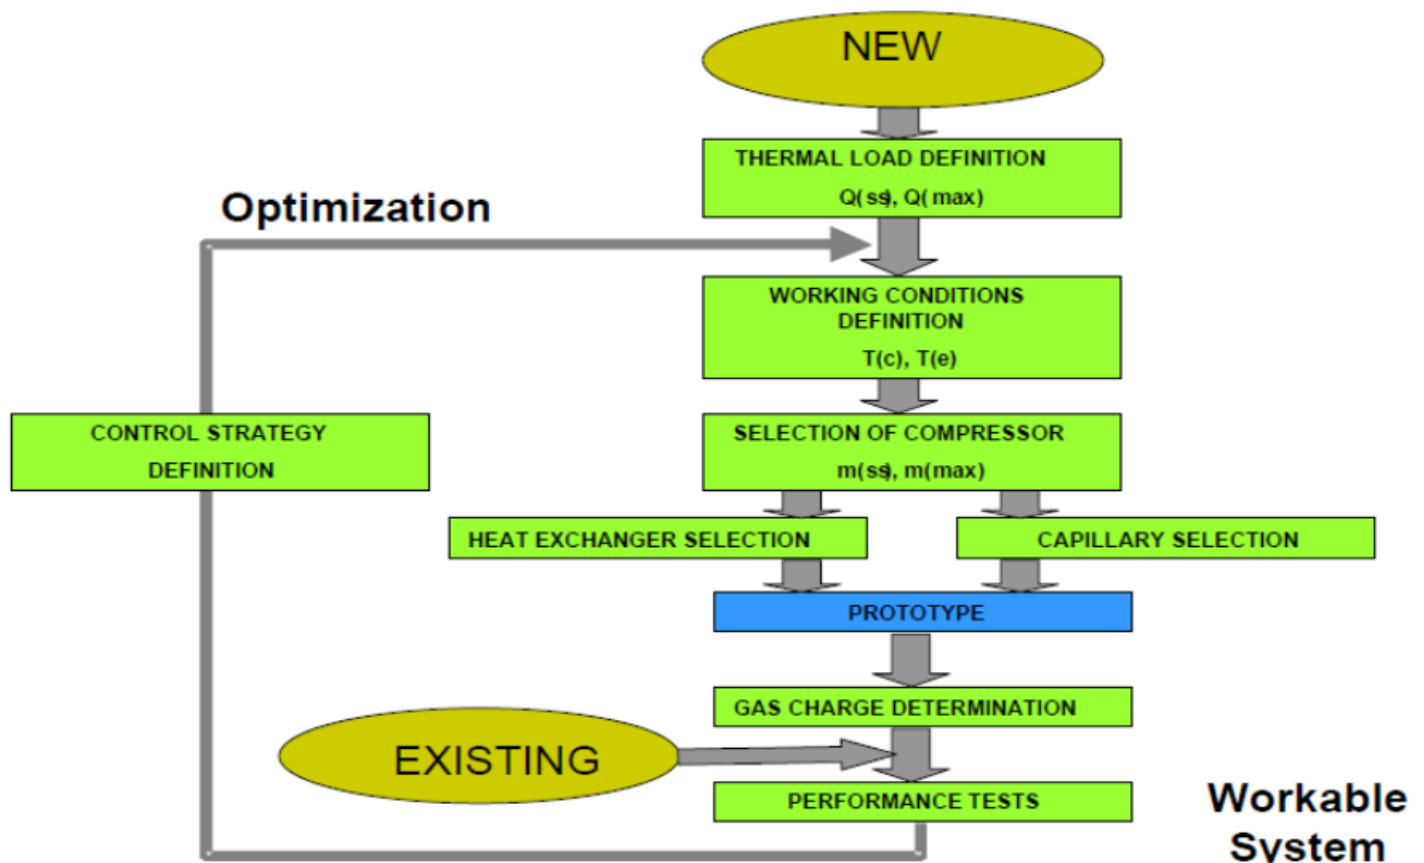 NEW
THERMAL LOAD DEFINITION
Q(ss), Q(max)
Optimization
WORKING CONDITIONS
DEFINITION
T(c), T(e)
CONTROL STRATEGY
DEFINITION
SELECTION OF COMPRESSOR
m(ss), m(max)
HEAT EXCHANGER SELECTION
CAPILLARY SELECTION
PROTOTYPE
GAS CHARGE DETERMINATION
EXISTING
PERFORMANCE TESTS
Workable
System